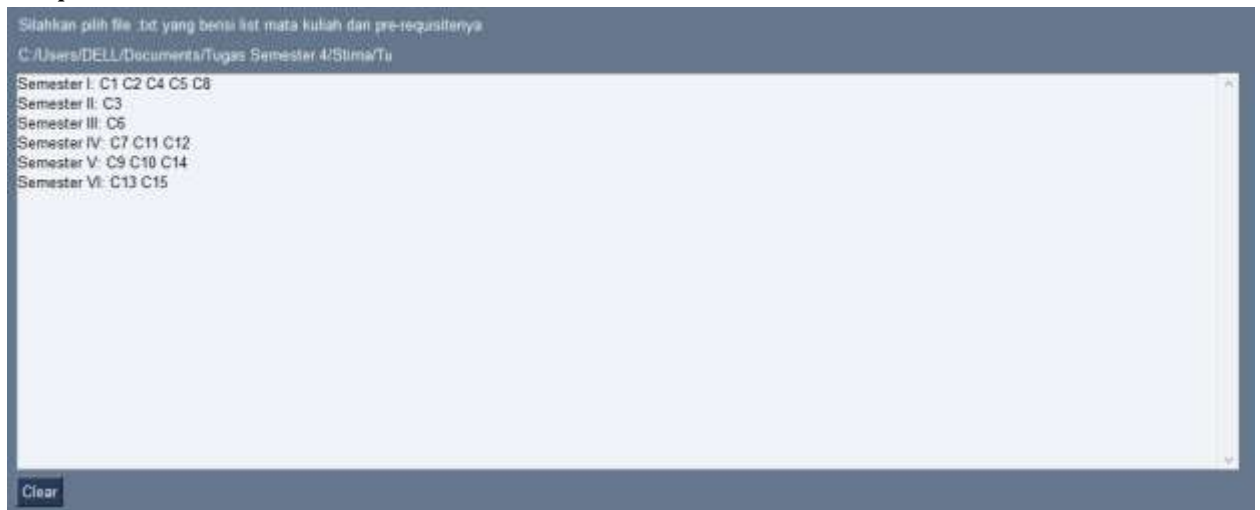 Silahkan pilih file .txt yang berisi list mata kuliah dan pre-requisitenya
C:/Users/DELL/Documents/Tugas Semester 4/Stima/Tu
Semester I: C1 C2 C4 C5 C8
Semester II: C3
Semester III: C6
Semester IV: C7 C11 C12
Semester V: C9 C10 C14
Semester VI: C13 C15
Clear